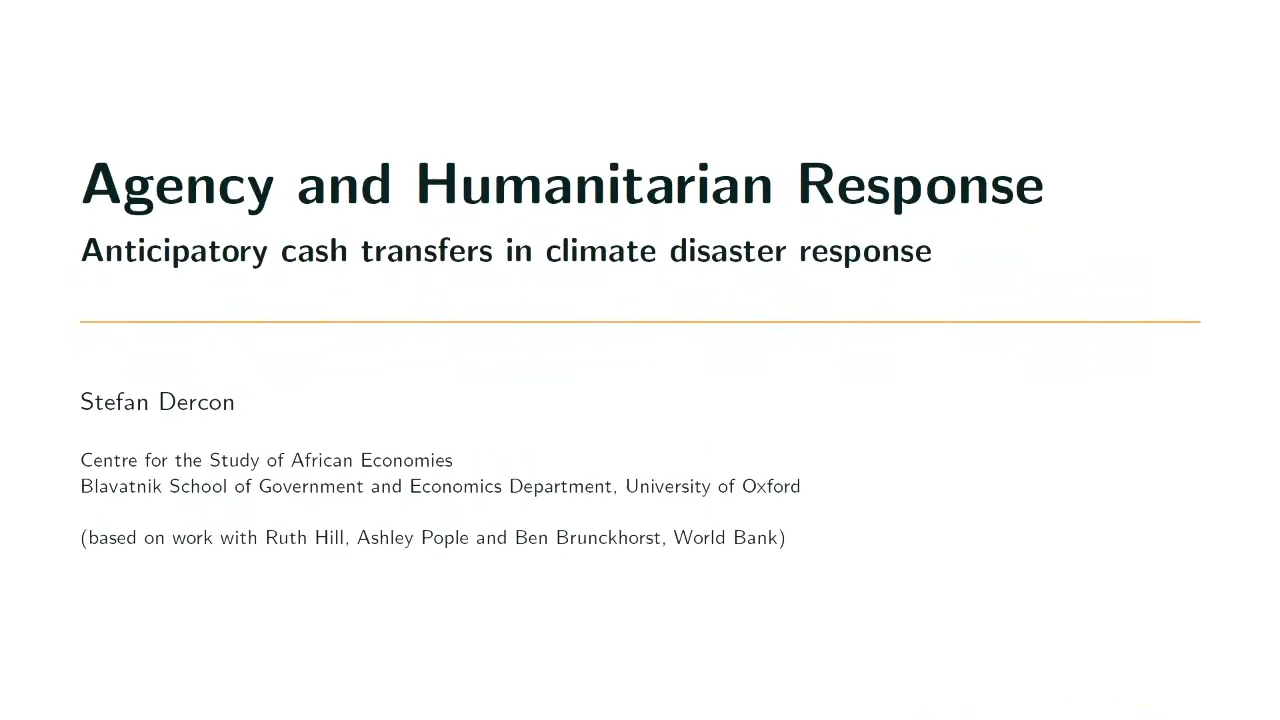 Agency and Humanitarian Response
Anticipatory cash transfers in climate disaster response
Stefan Dercon
Centre for the Study of African Economies
Blavatnik School of Government and Economics Department, University of Oxford
(based on work with Ruth Hill, Ashley Pople and Ben Brunckhorst, World Bank)